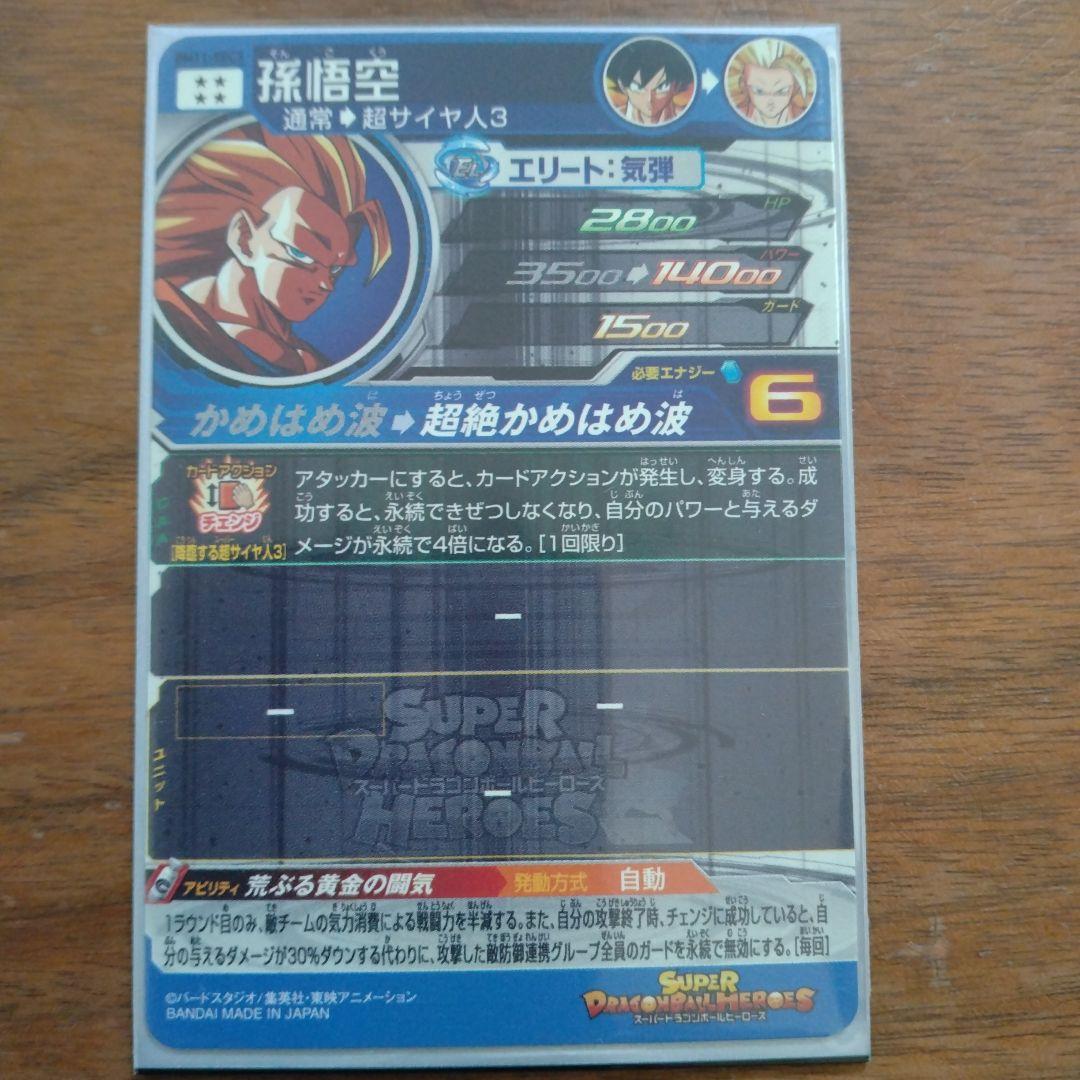 孫悟空
通常➡超サイヤ人3
EL エリート:気弾
HP
2800
パワー
3500➡14000
ガード
1500
必要エナジー 6
かめはめ波➡超絶かめはめ波
カードアクション
チェンジ
[降臨する超サイヤ人3]
アタッカーにすると、カードアクションが発生し、変身する。成
功すると、永続できぜつしなくなり、自分のパワーと与えるダ
メージが永続で4倍になる。[1回限り]
ー
ー ー
ー
ユニット
SUPER
DRAGONBALL
スーパードラゴンボールヒーローズ
HEROES
アビリティ 荒ぶる黄金の闘気 発動方式 自動
1ラウンド目のみ、敵チームの気力消費による戦闘力を半減する。また、自分の攻撃終了時、チェンジに成功していると、自
分の与えるダメージが30%ダウンする代わりに、攻撃した敵防御連携グループ全員のガードを永続で無効にする。[毎回]
©バードスタジオ/集英社・東映アニメーション
BANDAI MADE IN JAPAN
SUPER
DRAGONBALL HEROES
スーパードラゴンボールヒーローズ